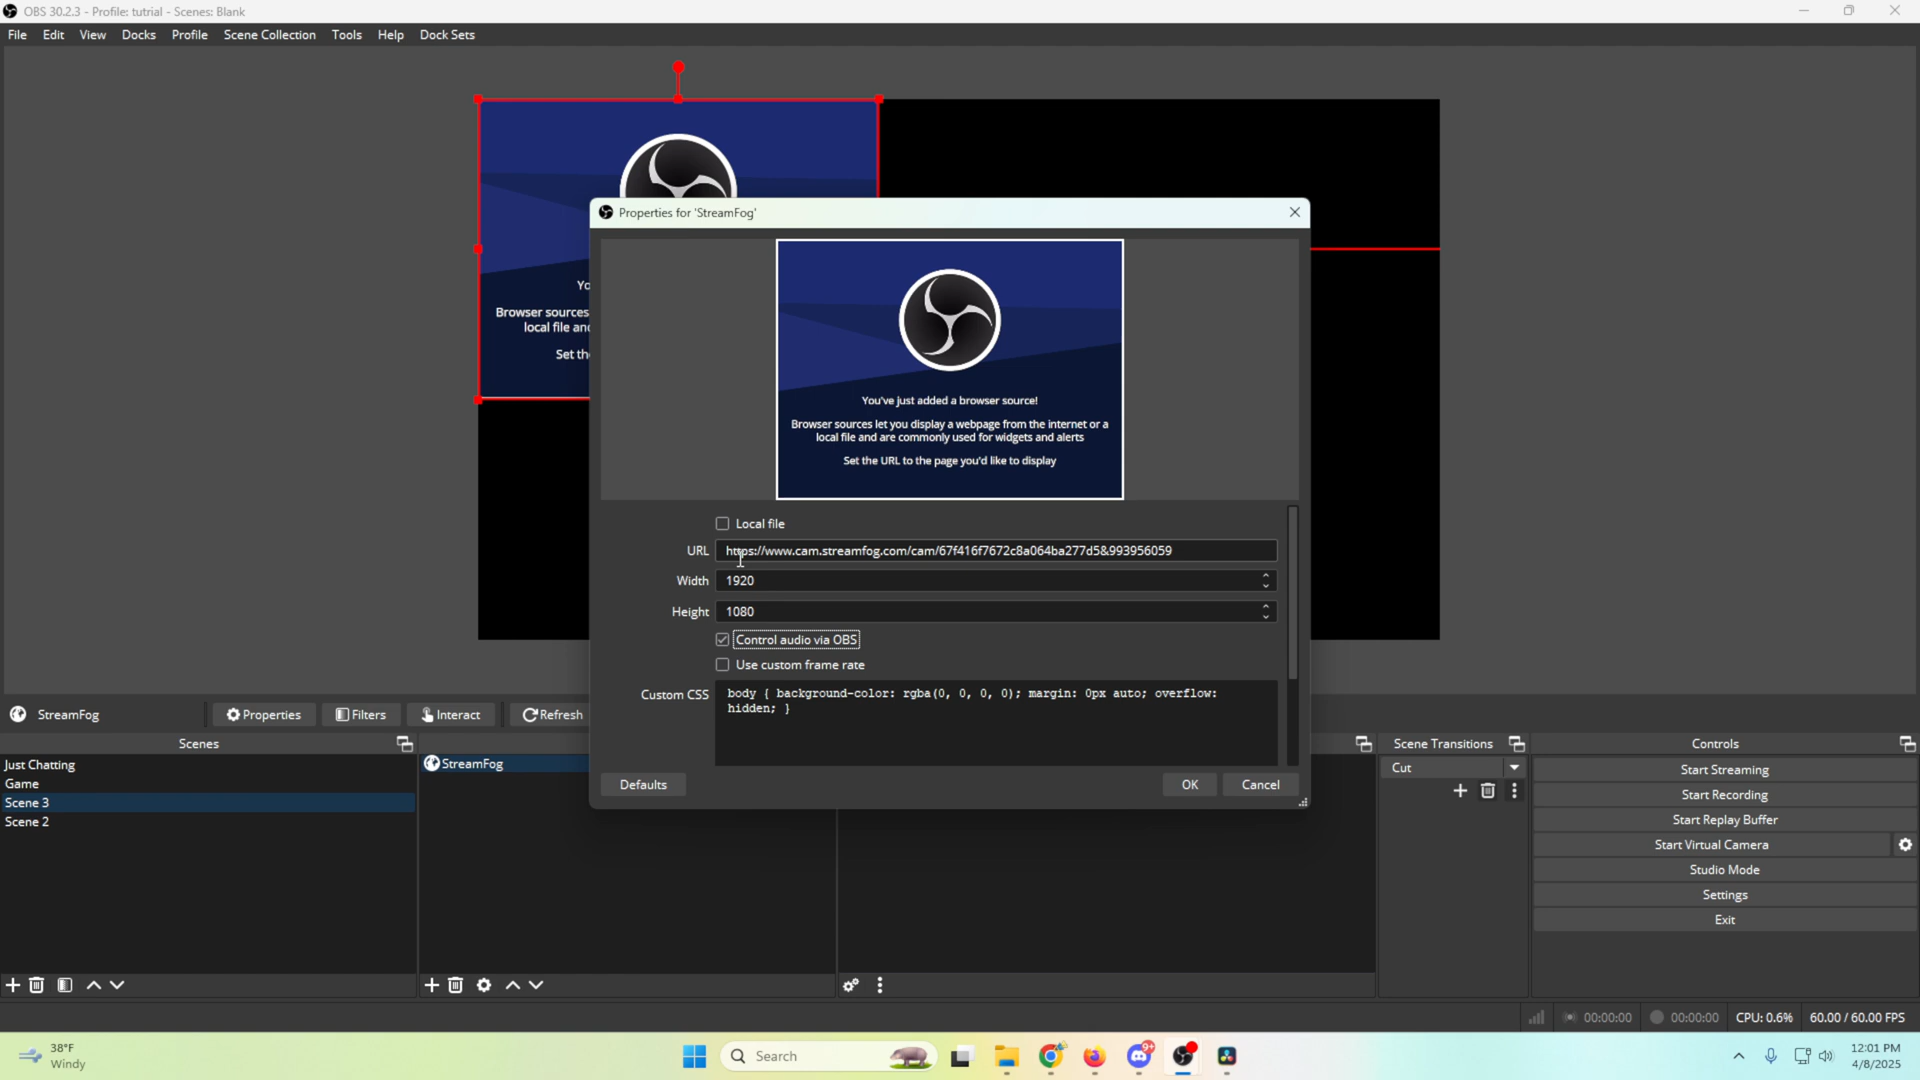 OBS 30.2.3 - Profile: tutrial - Scenes: Blank
File Edit View Docks Profile Scene Collection Tools Help Dock Sets
Browser sources
local file an
Set th
Properties for 'StreamFog'
You've just added a browser source!
Browser sources let you display a webpage from the internet or a
local file and are commonly used for widgets and alerts
Set the URL to the page you'd like to display
Local file
URL https://www.cam.streamfog.com/cam/67f416f7672c8a064ba277d5&993956059
Width 1920
Height 1080
Control audio via OBS
Use custom frame rate
Custom CSS body { background-color: rgba(0, 0, 0, 0); margin: 0px auto; overflow:
hidden; }
Defaults OK Cancel
StreamFog Properties Filters Interact Refresh
Scenes
Just Chatting
Game
Scene 3
Scene 2
StreamFog
Scene Transitions
Cut
Controls
Start Streaming
Start Recording
Start Replay Buffer
Start Virtual Camera
Studio Mode
Settings
Exit
00:00:00 00:00:00 CPU: 0.6% 60.00 / 60.00 FPS
38°F
Windy
Search
9+
12:01 PM
4/8/2025